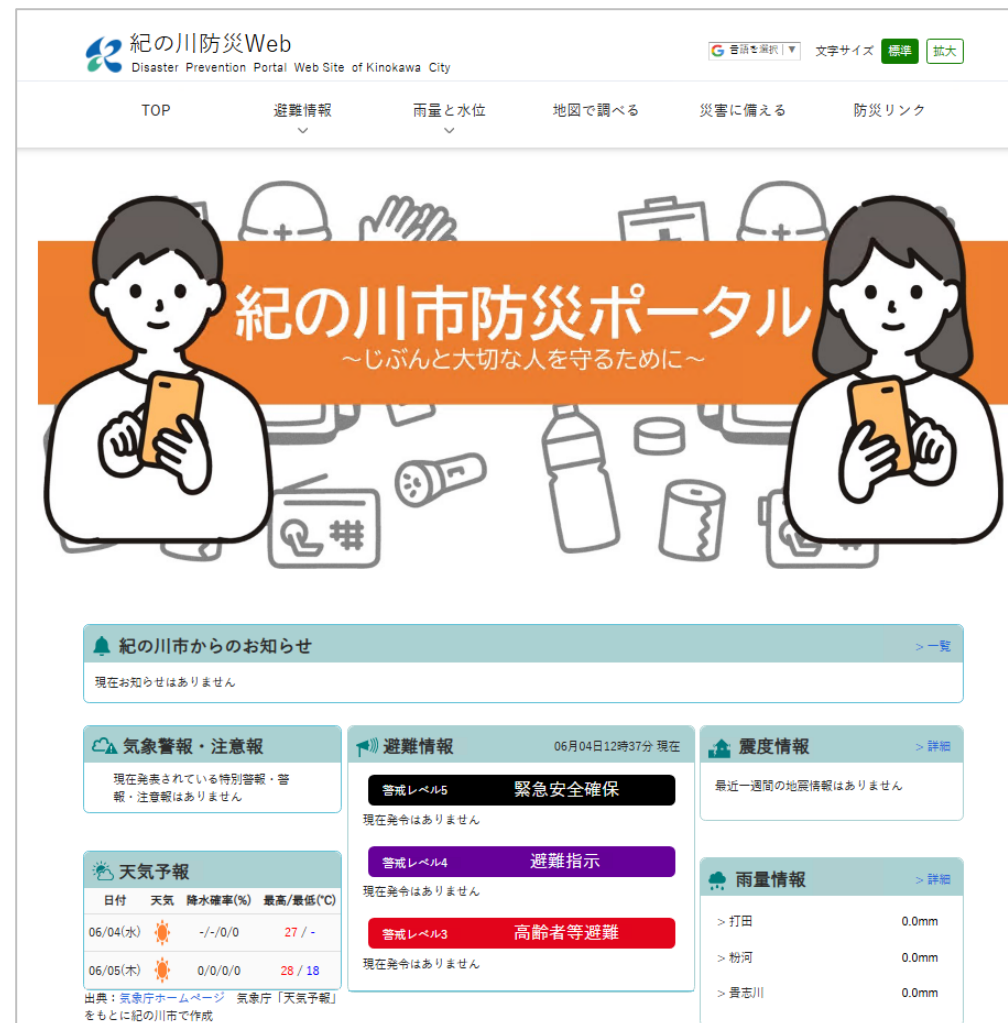 紀の川防災Web
Disaster Prevention Portal Web Site of Kinokawa City
言語を選択 ▼
文字サイズ 標準 拡大
TOP 避難情報 雨量と水位 地図で調べる 災害に備える 防災リンク
紀の川市防災ポータル
～じぶんと大切な人を守るために～
紀の川市からのお知らせ ＞一覧
現在お知らせはありません
気象警報・注意報
現在発表されている特別警報・警
報・注意報はありません
避難情報 06月04日12時37分 現在
警戒レベル5 緊急安全確保
現在発令はありません
警戒レベル4 避難指示
現在発令はありません
警戒レベル3 高齢者等避難
現在発令はありません
震度情報 ＞詳細
最近一週間の地震情報はありません
天気予報
日付 天気 降水確率(%) 最高/最低(℃)
06/04(水) -/-/0/0 27 / -
06/05(木) 0/0/0/0 28 / 18
出典：気象庁ホームページ 気象庁「天気予報」
をもとに紀の川市で作成
雨量情報 ＞詳細
＞打田 0.0mm
＞粉河 0.0mm
＞貴志川 0.0mm